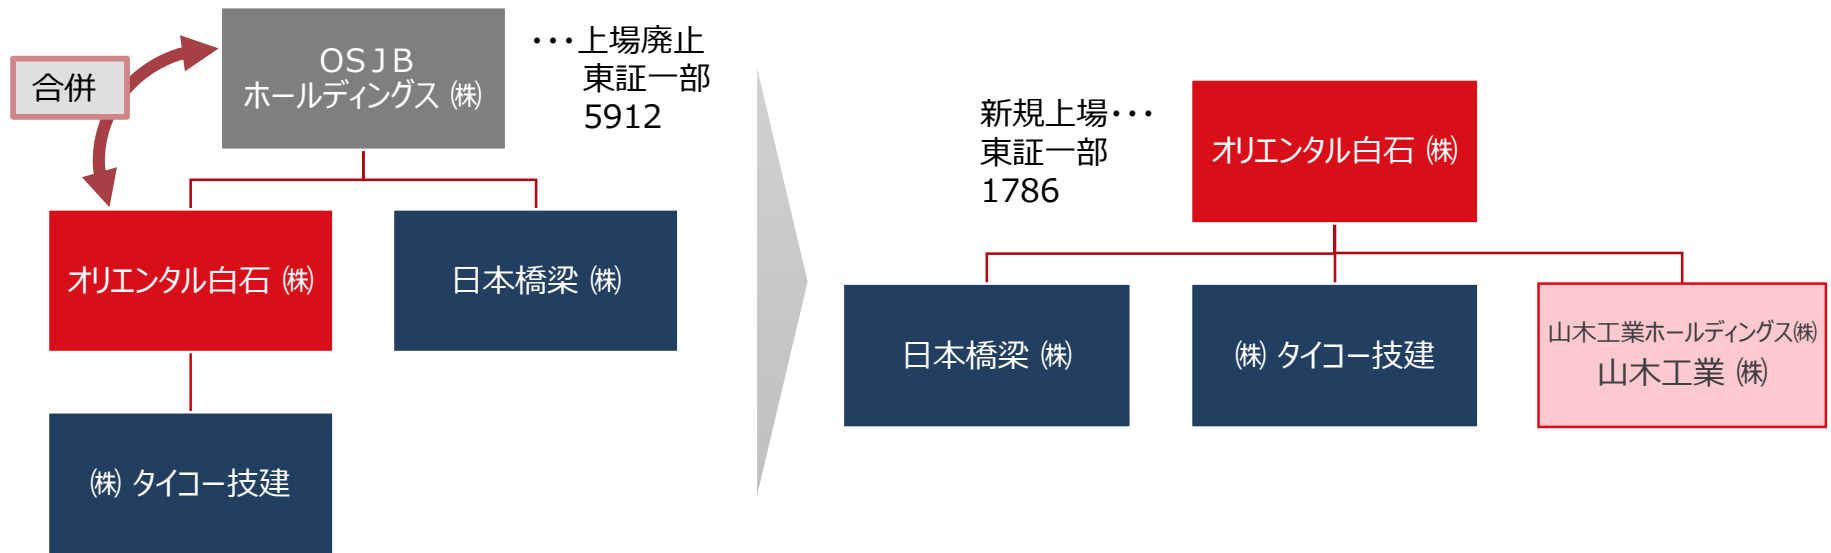 合併
OSJB
ホールディングス ㈱
・・・上場廃止
東証一部
5912
オリエンタル白石 ㈱
日本橋梁 ㈱
㈱ タイコー技建
新規上場・・・
東証一部
1786
オリエンタル白石 ㈱
日本橋梁 ㈱
㈱ タイコー技建
山木工業ホールディングス㈱
山木工業 ㈱